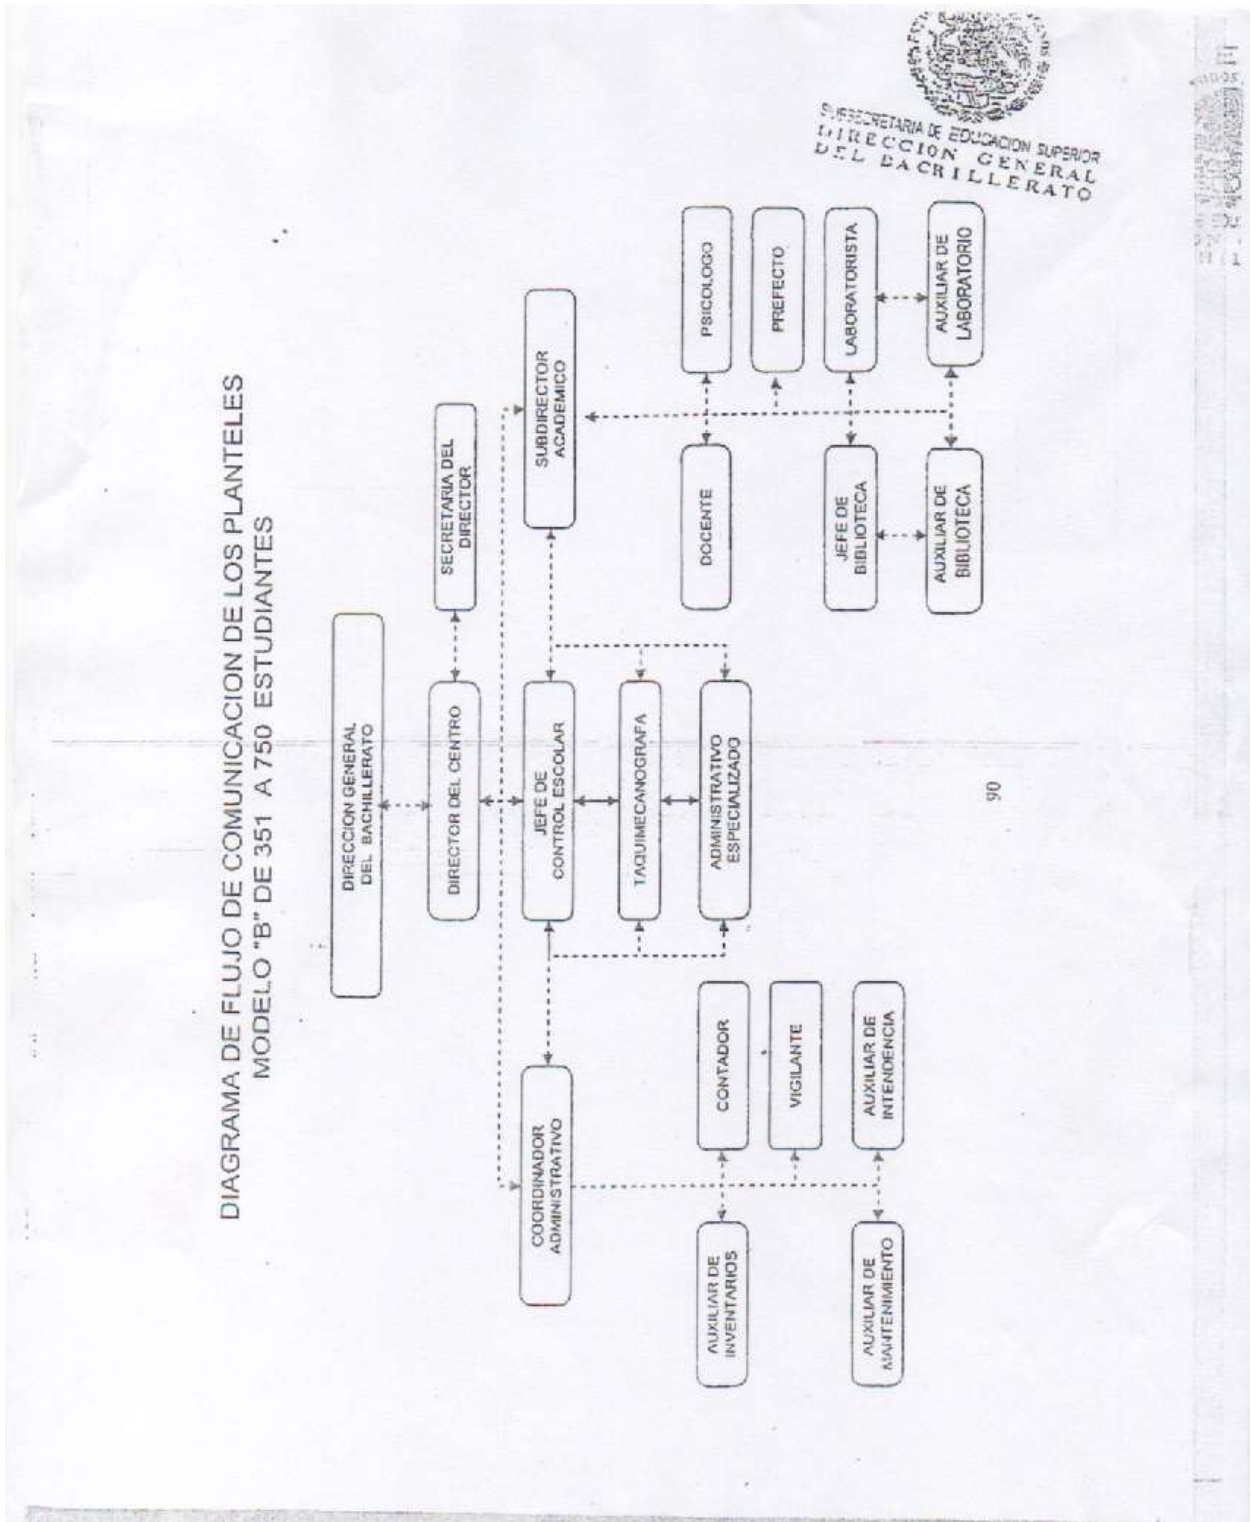 DIAGRAMA DE FLUJO DE COMUNICACION DE LOS PLANTELES
MODELO "B" DE 351 A 750 ESTUDIANTES
DIRECCION GENERAL
DEL BACHILLERATO
DIRECTOR DEL CENTRO
SECRETARIA DEL
DIRECTOR
COORDINADOR
ADMINISTRATIVO
JEFE DE
CONTROL ESCOLAR
SUBDIRECTOR
ACADEMICO
TAQUIMECANOGRAFA
ADMINISTRATIVO
ESPECIALIZADO
AUXILIAR DE
INVENTARIOS
CONTADOR
VIGILANTE
AUXILIAR DE
MANTENIMIENTO
AUXILIAR DE
INTENDENCIA
DOCENTE
PSICOLOGO
PREFECTO
JEFE DE
BIBLIOTECA
LABORATORISTA
AUXILIAR DE
BIBLIOTECA
AUXILIAR DE
LABORATORIO
90
SUBSECRETARIA DE EDUCACION SUPERIOR
DIRECCION GENERAL
DEL BACHILLERATO